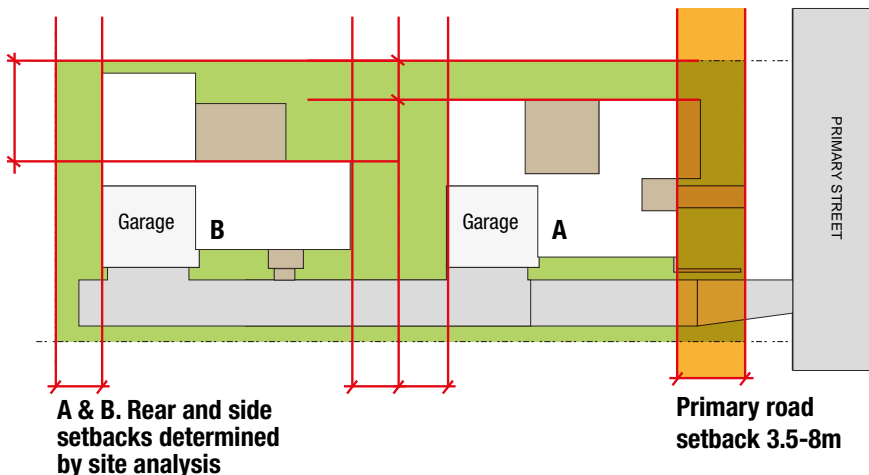 PRIMARY STREET
Garage
B
Garage
A
A & B. Rear and side
setbacks determined
by site analysis
Primary road
setback 3.5-8m